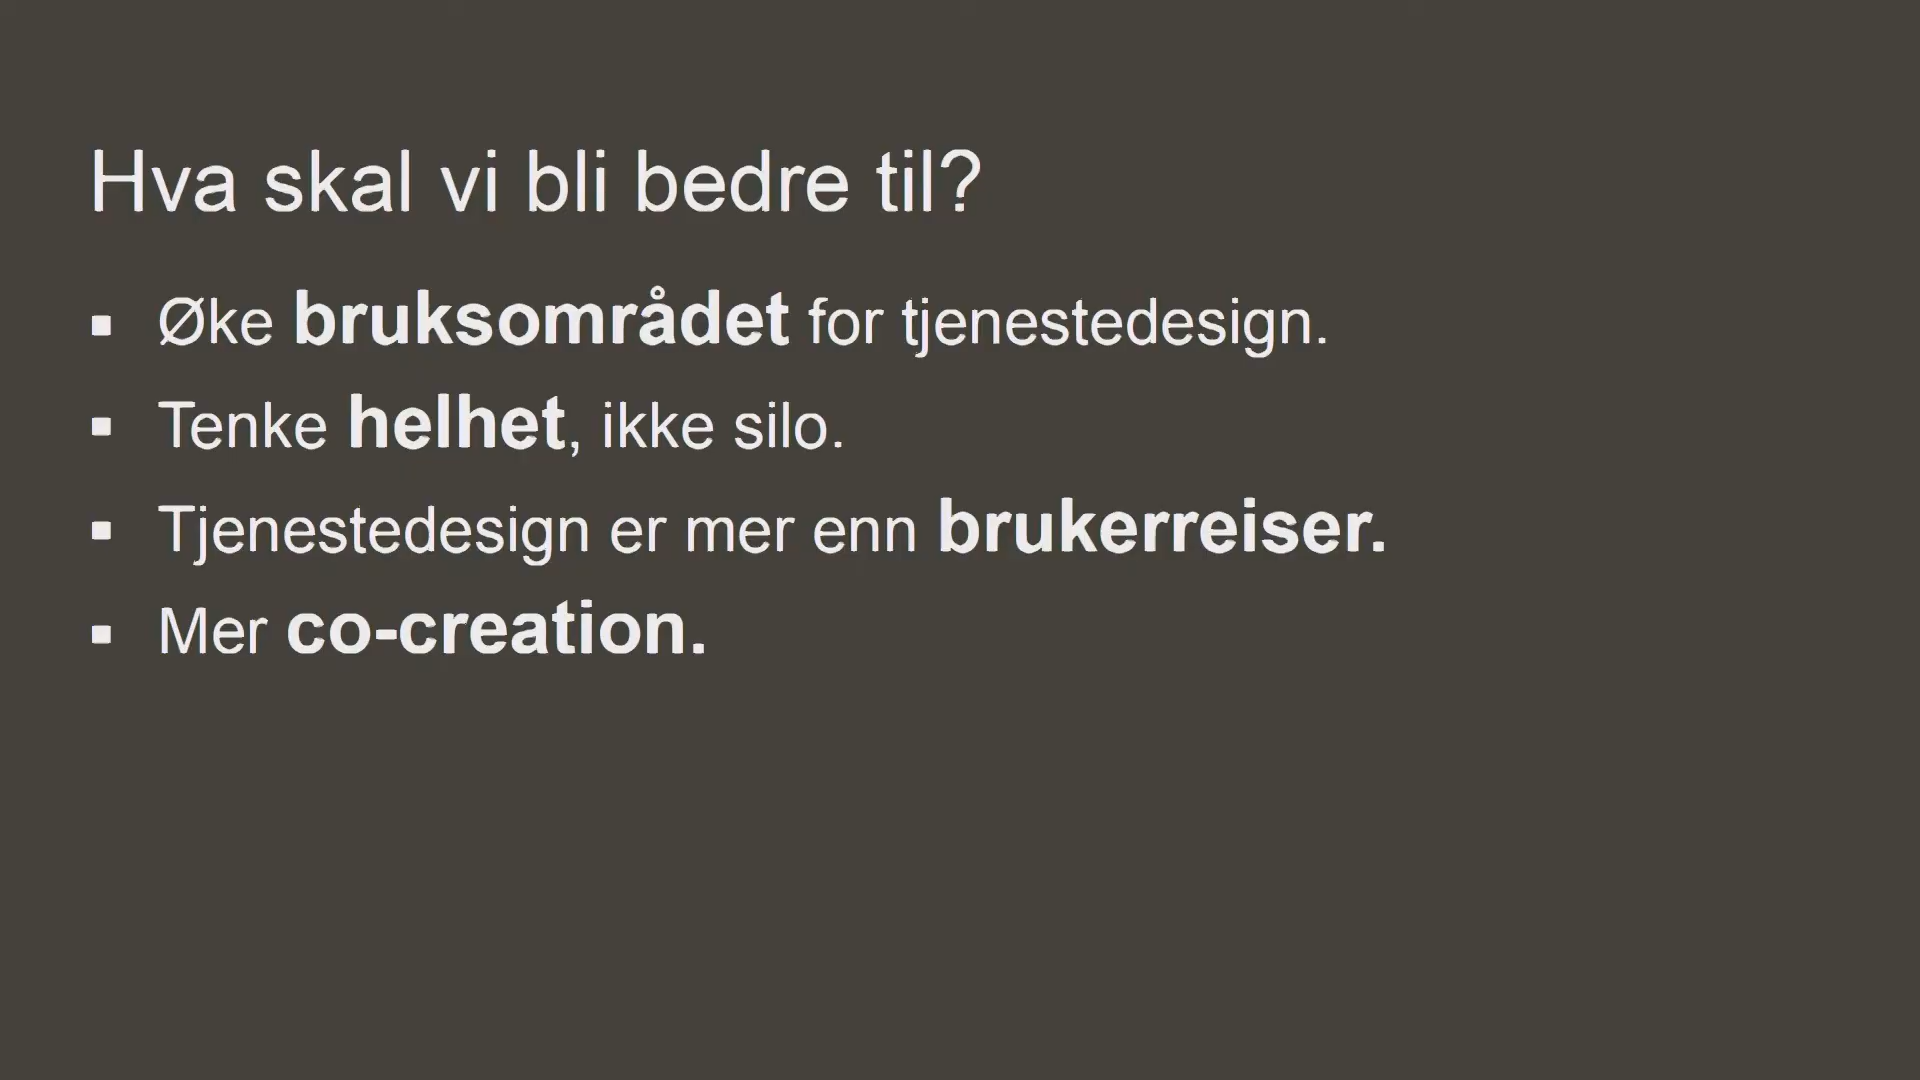 Hva skal vi bli bedre til?
▪ Øke bruksområdet for tjenestedesign.
▪ Tenke helhet, ikke silo.
▪ Tjenestedesign er mer enn brukerreiser.
▪ Mer co-creation.